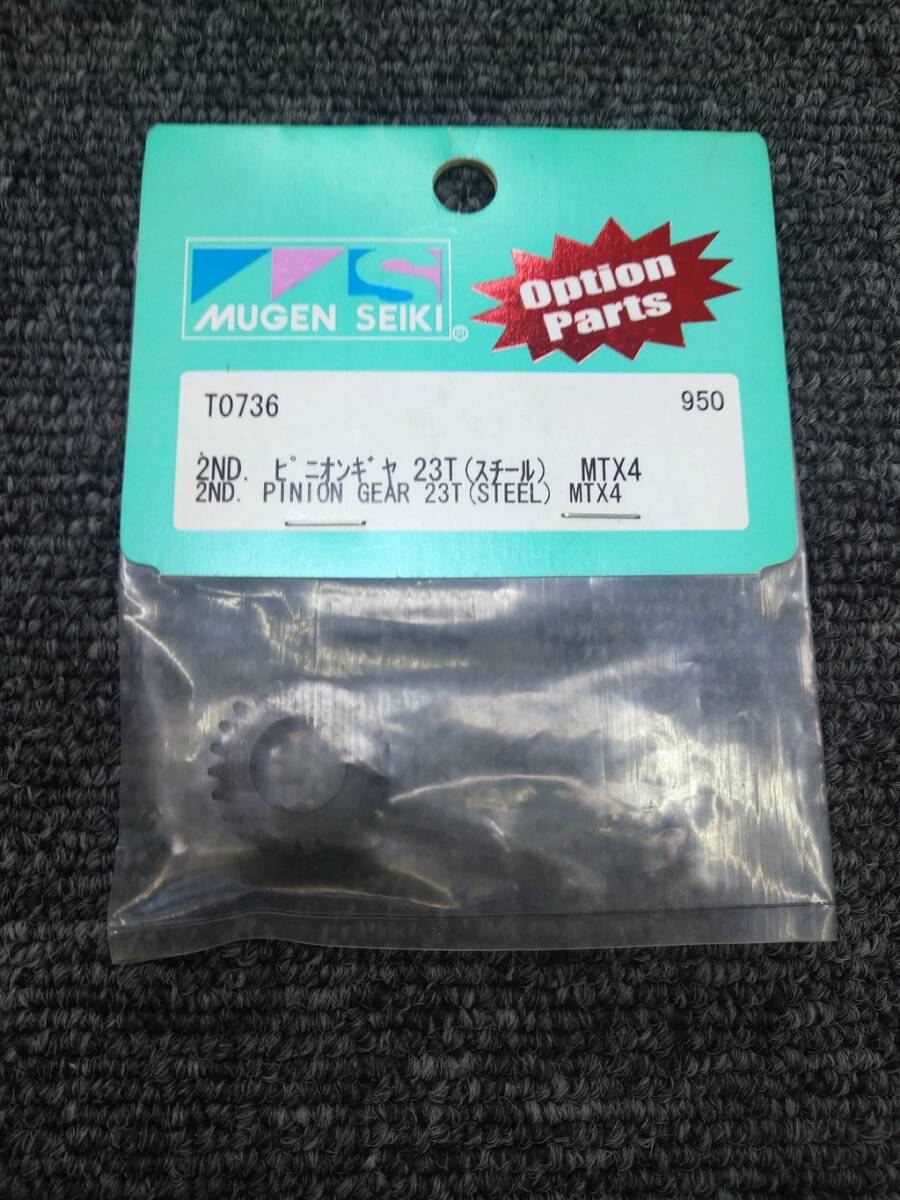 MUGEN SEIKI®
Option
Parts
T0736 950
2ND. ピニオンギヤ 23T(スチール) MTX4
2ND. PINION GEAR 23T(STEEL) MTX4